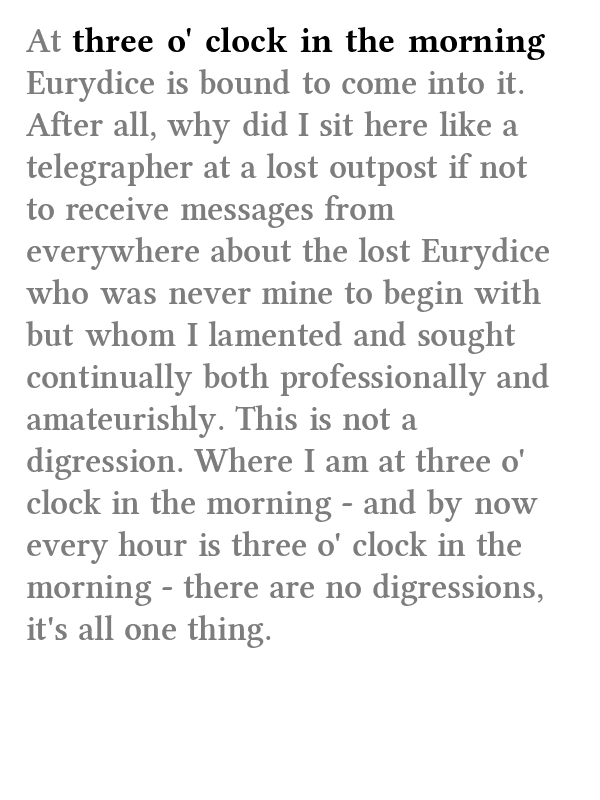 At three o' clock in the morning
Eurydice is bound to come into it.
After all, why did I sit here like a
telegrapher at a lost outpost if not
to receive messages from
everywhere about the lost Eurydice
who was never mine to begin with
but whom I lamented and sought
continually both professionally and
amateurishly. This is not a
digression. Where I am at three o'
clock in the morning - and by now
every hour is three o' clock in the
morning - there are no digressions,
it's all one thing.